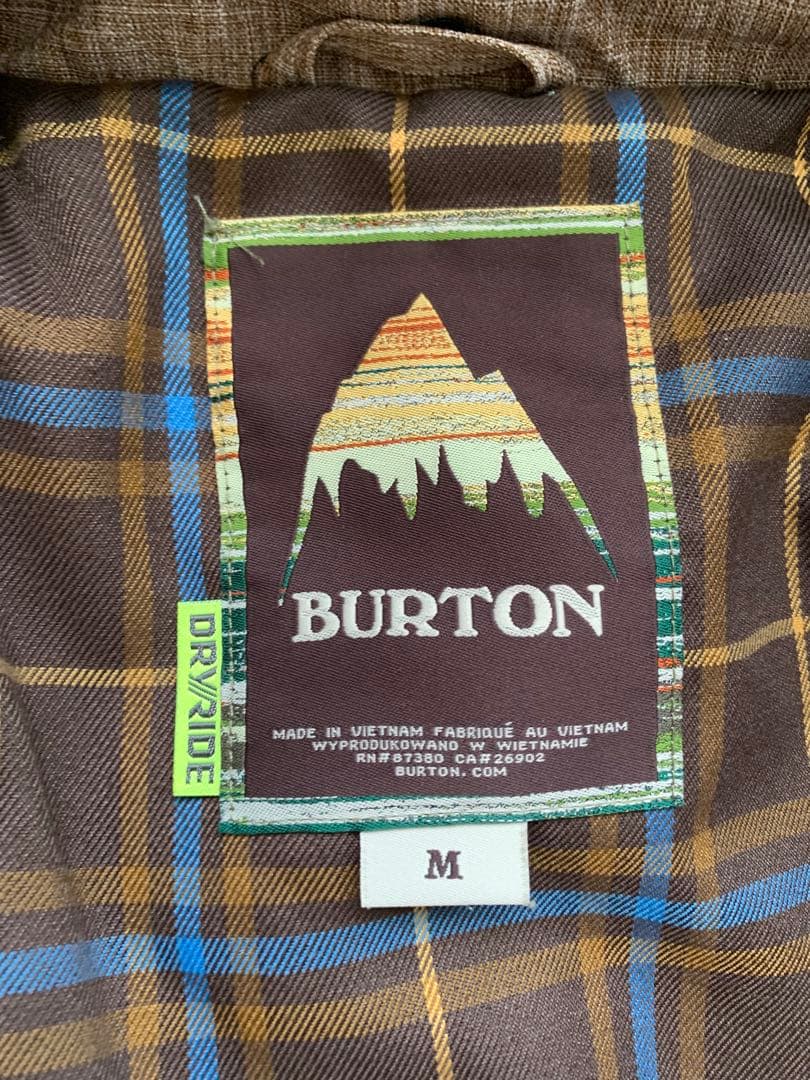 BURTON
DRY//RIDE
MADE IN VIETNAM FABRIQUÉ AU VIETNAM
WYPRODUKOWANO W WIETNAMIE
RN#87380 CA#26902
BURTON.COM
M